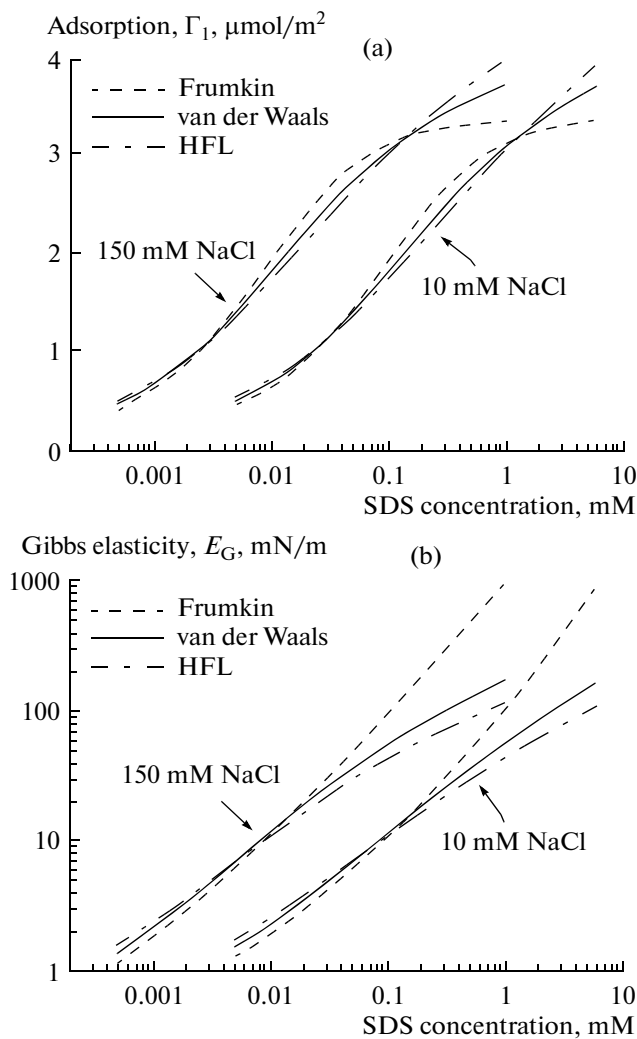 Adsorption, Γ₁, μmol/m²
(a)
4
Frumkin
van der Waals
HFL
3
2
150 mM NaCl
10 mM NaCl
1
0
0.001 0.01 0.1 1 10
SDS concentration, mM
Gibbs elasticity, E_G, mN/m
(b)
1000
Frumkin
van der Waals
HFL
100
150 mM NaCl
10
10 mM NaCl
1
0.001 0.01 0.1 1 10
SDS concentration, mM